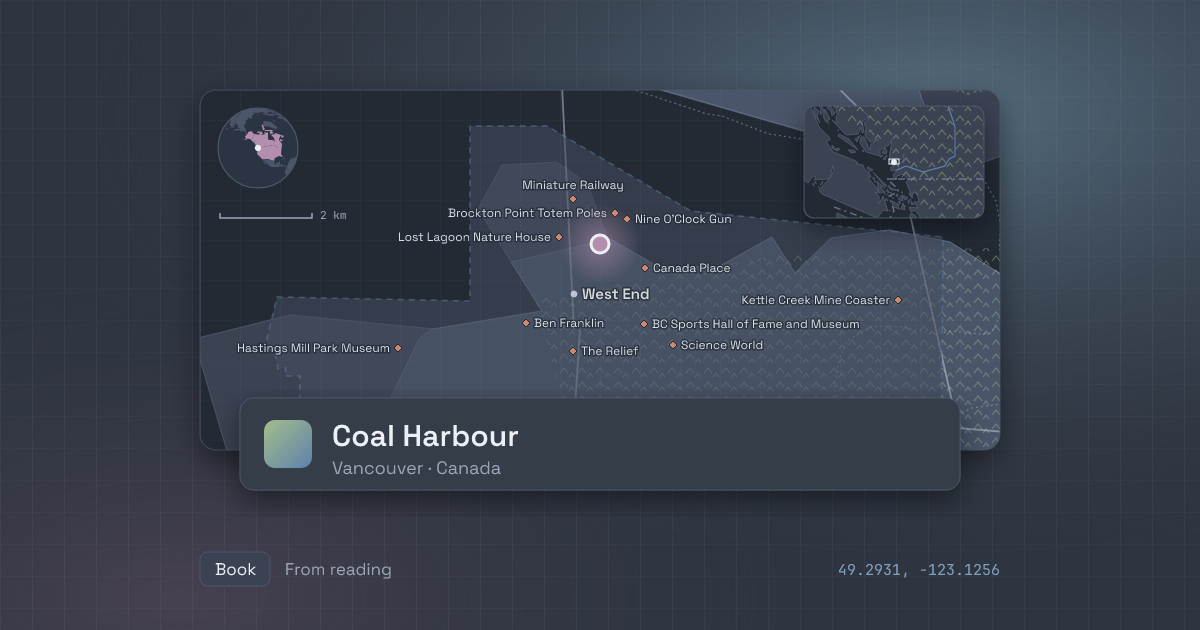 Miniature Railway
Brockton Point Totem Poles
Nine O'Clock Gun
2 km
Lost Lagoon Nature House
Canada Place
West End
Kettle Creek Mine Coaster
Ben Franklin
BC Sports Hall of Fame and Museum
Hastings Mill Park Museum
The Relief
Science World
Coal Harbour
Vancouver · Canada
Book
From reading
49.2931, -123.1256